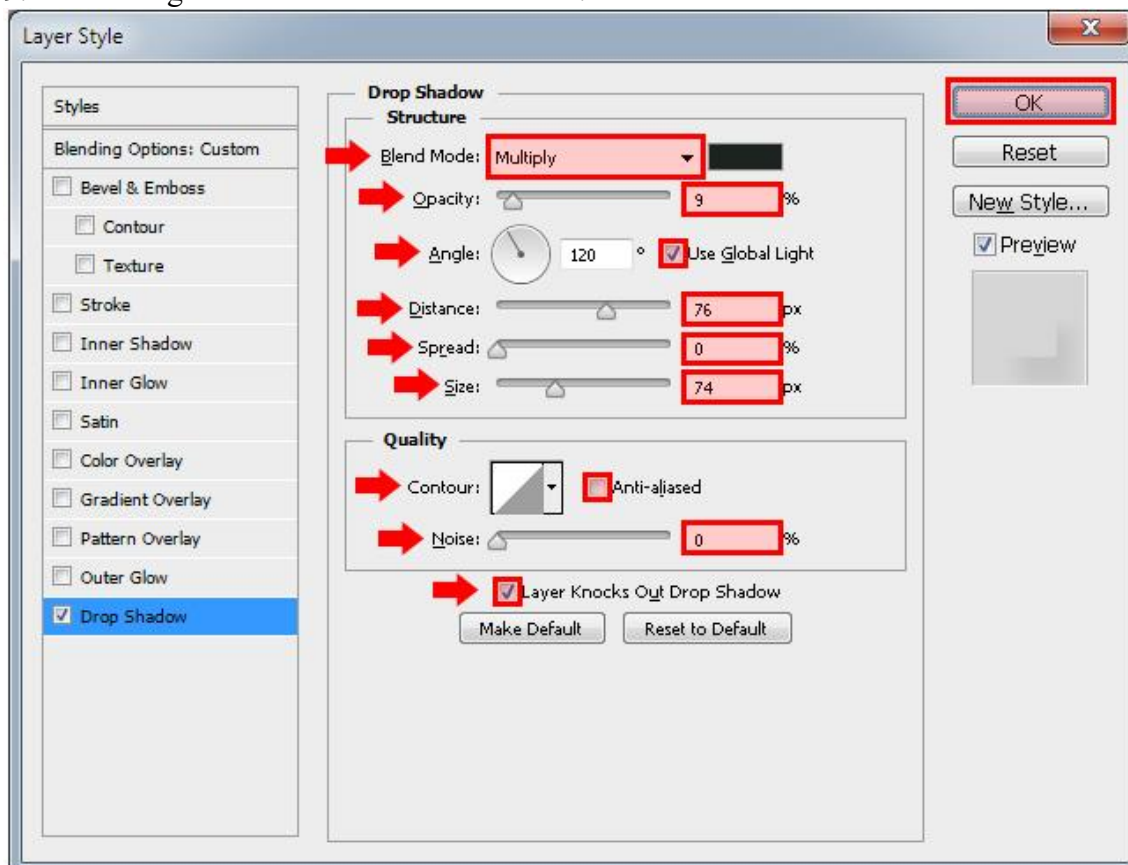 Layer Style
Styles
Blending Options: Custom
Bevel & Emboss
Contour
Texture
Stroke
Inner Shadow
Inner Glow
Satin
Color Overlay
Gradient Overlay
Pattern Overlay
Outer Glow
Drop Shadow
Drop Shadow
Structure
Blend Mode: Multiply
Opacity: 9 %
Angle: 120 ° Use Global Light
Distance: 76 px
Spread: 0 %
Size: 74 px
Quality
Contour: Anti-aliased
Noise: 0 %
Layer Knocks Out Drop Shadow
Make Default Reset to Default
OK
Reset
New Style...
Preview